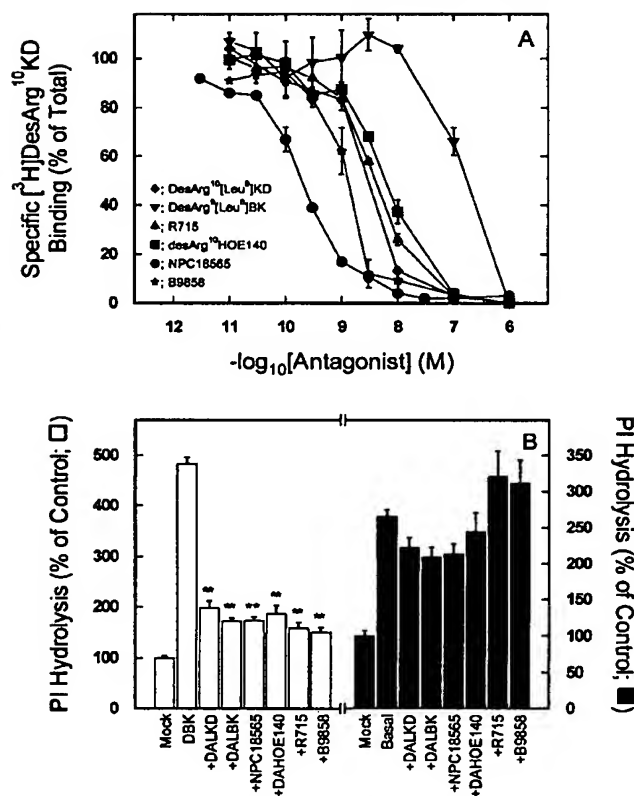 A
Specific [³H]DesArg¹⁰KD
Binding (% of Total)
100
80
60
40
20
0
◆; DesArg¹⁰[Leu⁹]KD
▼; DesArg⁹[Leu⁸]BK
▲; R715
■; desArg¹⁰HOE140
●; NPC18565
★; B9858
12 11 10 9 8 7 6
-log₁₀[Antagonist] (M)
B
PI Hydrolysis (% of Control; □)
500
400
300
200
100
0
** ** ** ** ** **
PI Hydrolysis (% of Control; ■)
350
300
250
200
150
100
50
0
Mock
DBK
+DALKD
+DALBK
+NPC18565
+DAHOE140
+R715
+B9858
Mock
Basal
+DALKD
+DALBK
+NPC18565
+DAHOE140
+R715
+B9858